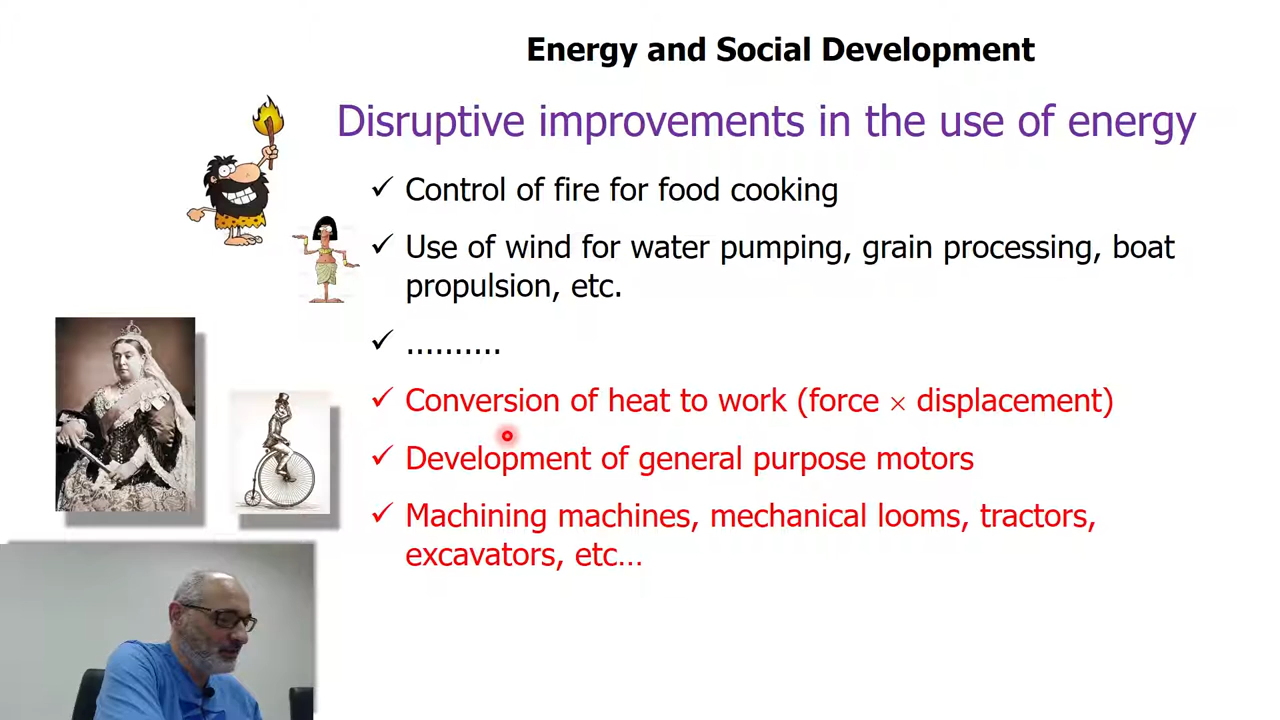 Energy and Social Development
Disruptive improvements in the use of energy
✓ Control of fire for food cooking
✓ Use of wind for water pumping, grain processing, boat
propulsion, etc.
✓ ..........
✓ Conversion of heat to work (force × displacement)
✓ Development of general purpose motors
✓ Machining machines, mechanical looms, tractors,
excavators, etc…